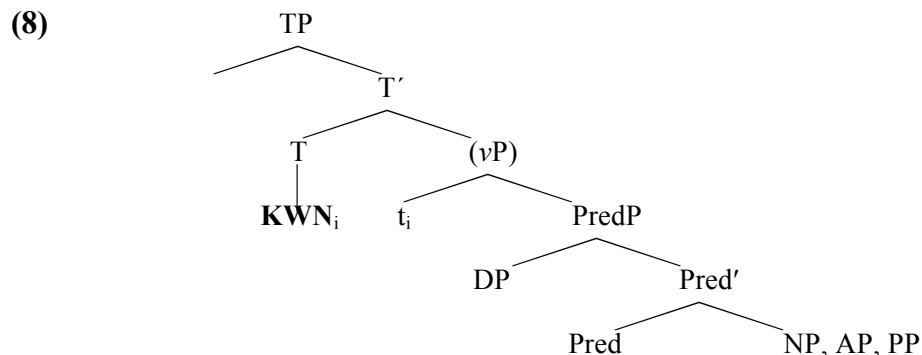 (8) TP
T′
T (vP)
KWNi ti PredP
DP Pred′
Pred NP, AP, PP